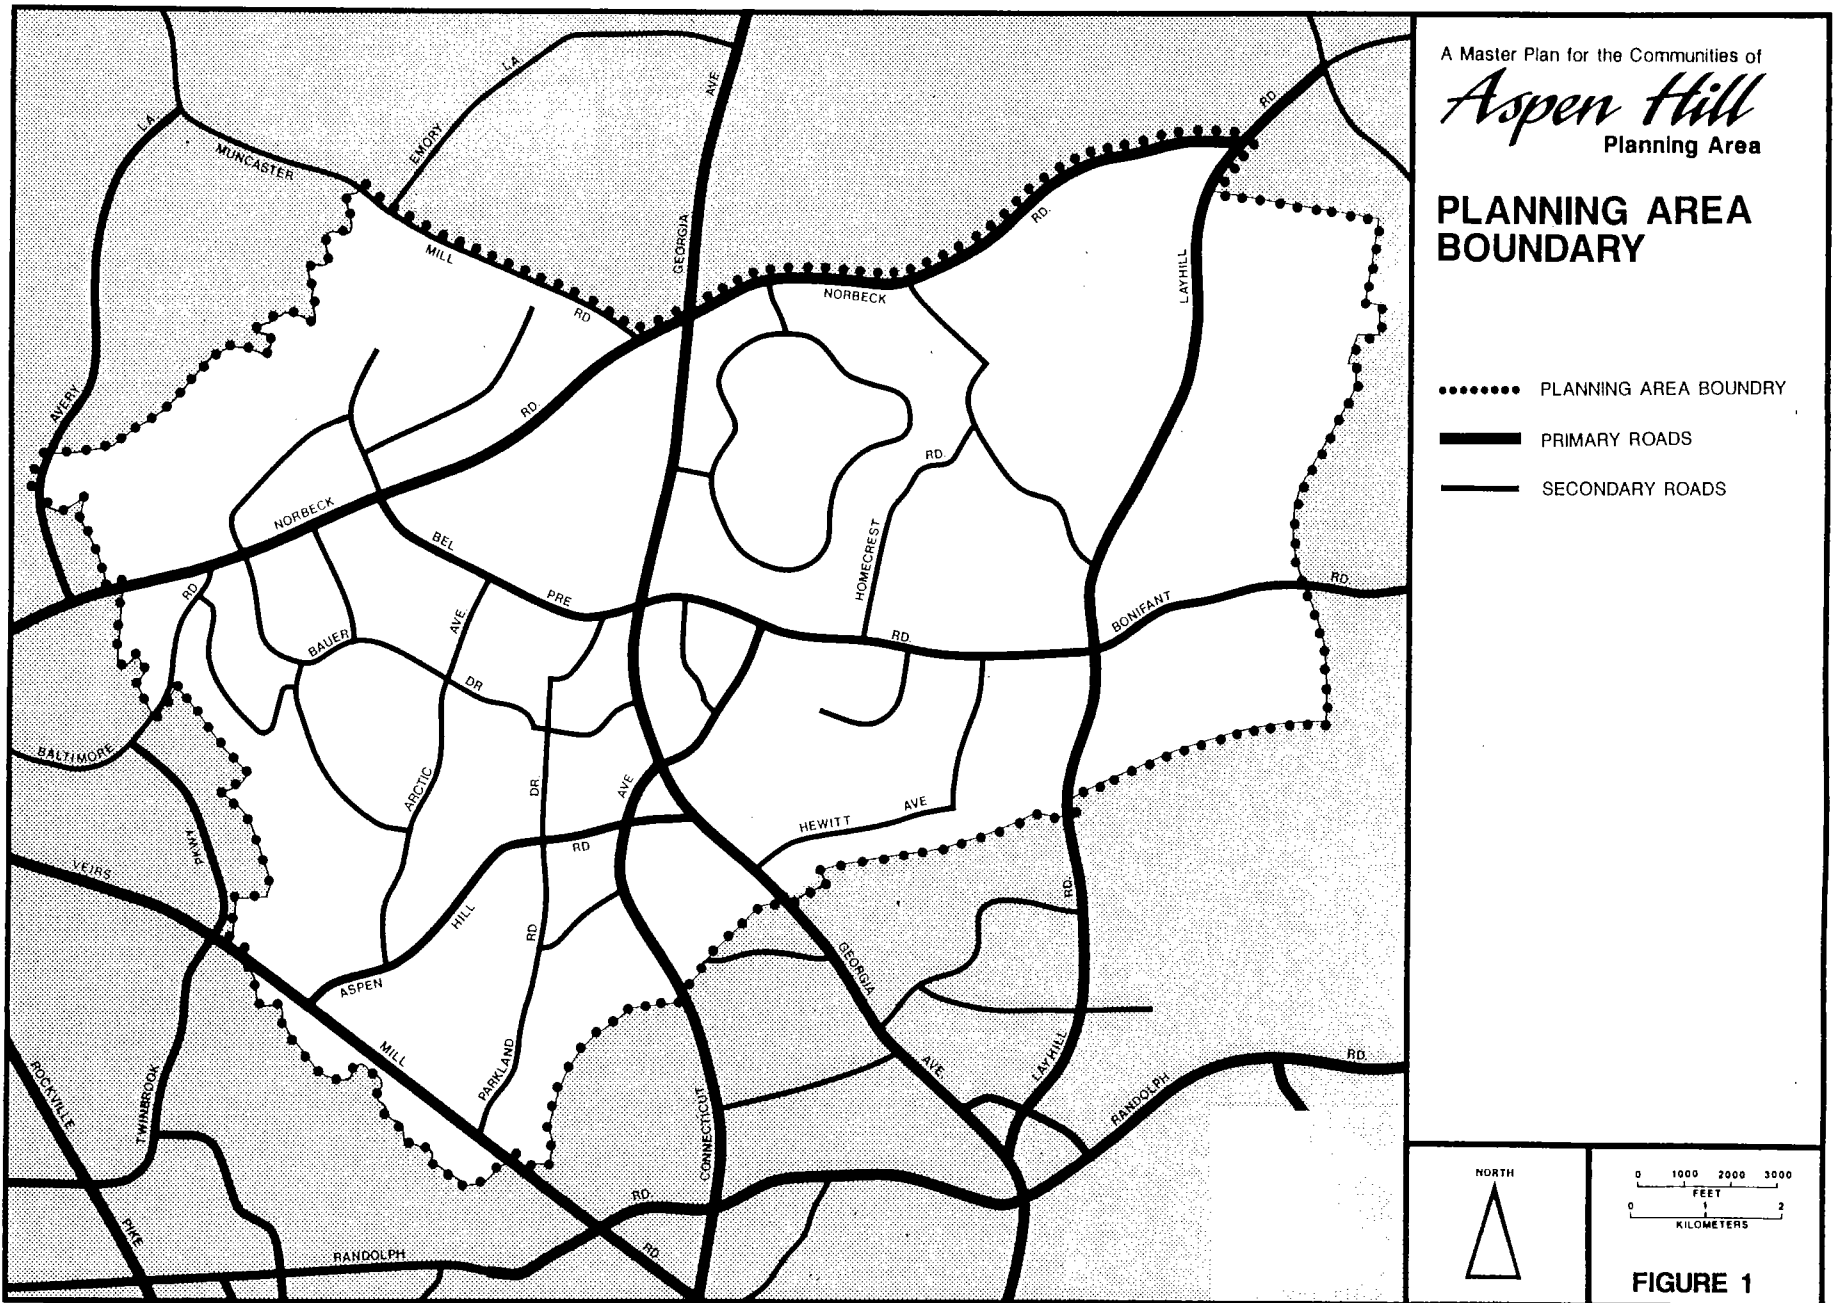 A Master Plan for the Communities of
Aspen Hill
Planning Area
PLANNING AREA
BOUNDARY
PLANNING AREA BOUNDRY
PRIMARY ROADS
SECONDARY ROADS
NORTH
0 1000 2000 3000
FEET
0 1 2
KILOMETERS
FIGURE 1
LA.
EMORY
AVE.
GEORGIA
LA.
MUNCASTER
MILL
RD
RD.
RD.
NORBECK
LAYHILL
AVERY
RD.
NORBECK
BEL
PRE
RD.
HOMECREST
RD.
BONIFANT
RD.
RD.
BAUER
DR
AVE.
ARCTIC
BALTIMORE
PKWY
DR
AVE
HEWITT
AVE
VEIRS
RD
HILL
ASPEN
RD
PARKLAND
MILL
GEORGIA
AVE.
RD.
LAYHILL
RANDOLPH
RD.
ROCKVILLE
PIKE
TWINBROOK
CONNECTICUT
RD.
RANDOLPH
RD.